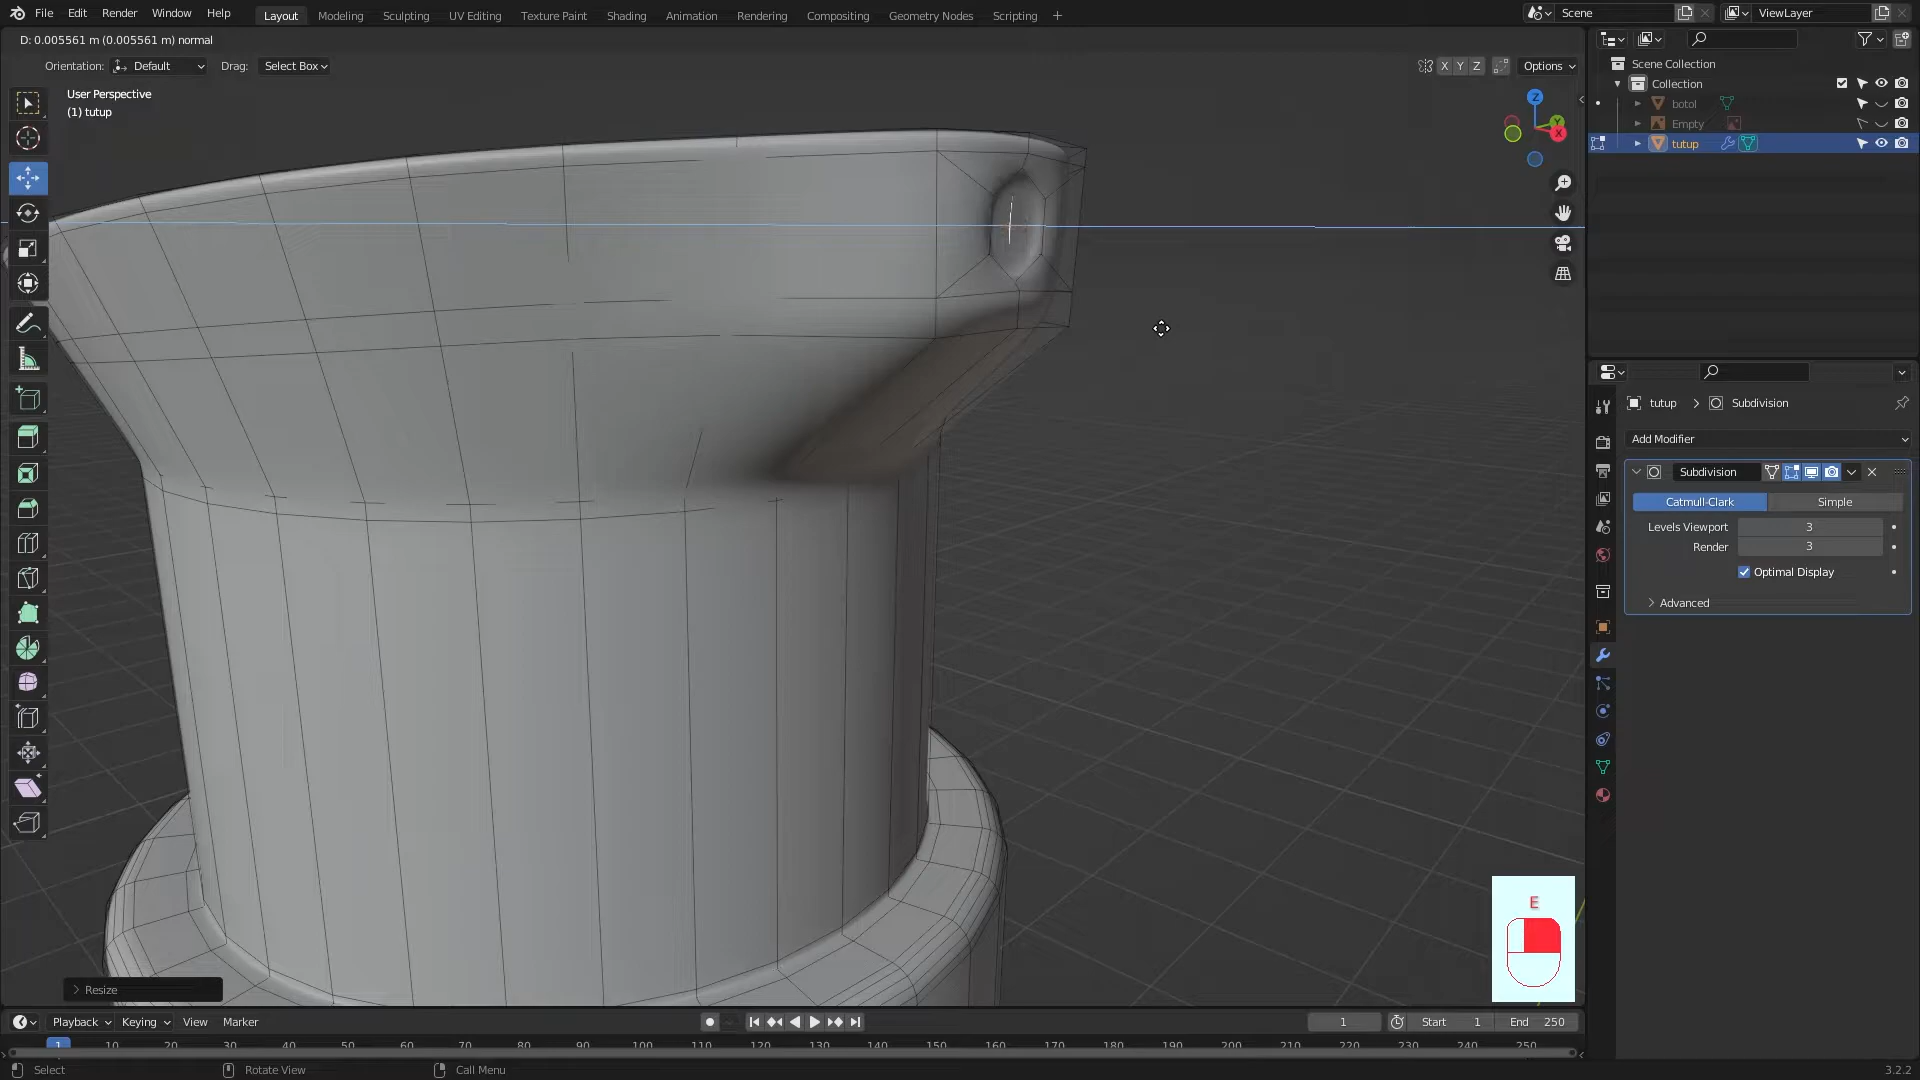 File Edit Render Window Help Layout Modeling Sculpting UV Editing Texture Paint Shading Animation Rendering Compositing Geometry Nodes Scripting + Scene ViewLayer
D: 0.005561 m (0.005561 m) normal
Orientation: Default Drag: Select Box X Y Z Options
User Perspective
(1) tutup
Z
Y
X
Scene Collection
Collection
botol
Empty
tutup
tutup > Subdivision
Add Modifier
Subdivision
Catmull-Clark Simple
Levels Viewport 3
Render 3
Optimal Display
Advanced
E
Resize
Playback Keying View Marker 1 Start 1 End 250
1 10 20 30 40 50 60 70 80 90 100 110 120 130 140 150 160 170 180 190 200 210 220 230 240 250
Select Rotate View Call Menu 3.2.2